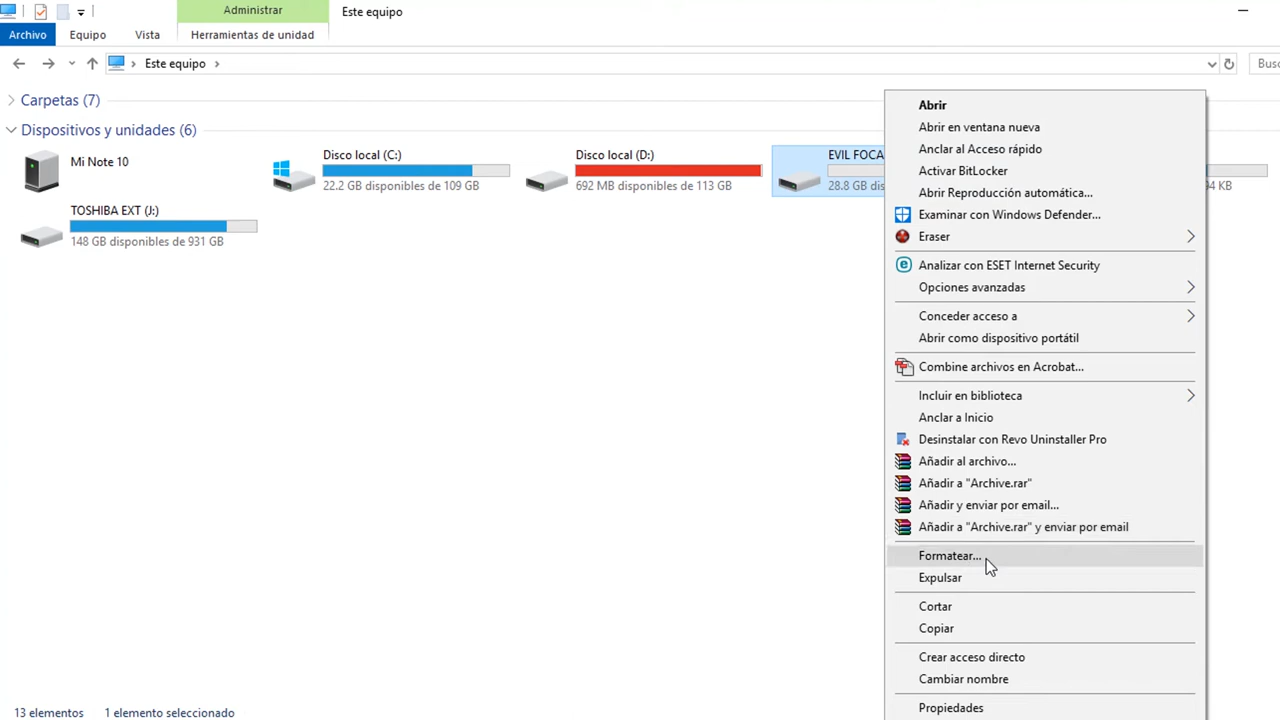 Administrar
Este equipo
Archivo
Equipo
Vista
Herramientas de unidad
Este equipo
Carpetas (7)
Dispositivos y unidades (6)
Mi Note 10
Disco local (C:)
22.2 GB disponibles de 109 GB
Disco local (D:)
692 MB disponibles de 113 GB
EVIL FOCA
28.8 GB dis
94 KB
TOSHIBA EXT (J:)
148 GB disponibles de 931 GB
Abrir
Abrir en ventana nueva
Anclar al Acceso rápido
Activar BitLocker
Abrir Reproducción automática...
Examinar con Windows Defender...
Eraser
Analizar con ESET Internet Security
Opciones avanzadas
Conceder acceso a
Abrir como dispositivo portátil
Combine archivos en Acrobat...
Incluir en biblioteca
Anclar a Inicio
Desinstalar con Revo Uninstaller Pro
Añadir al archivo...
Añadir a "Archive.rar"
Añadir y enviar por email...
Añadir a "Archive.rar" y enviar por email
Formatear...
Expulsar
Cortar
Copiar
Crear acceso directo
Cambiar nombre
Propiedades
13 elementos
1 elemento seleccionado